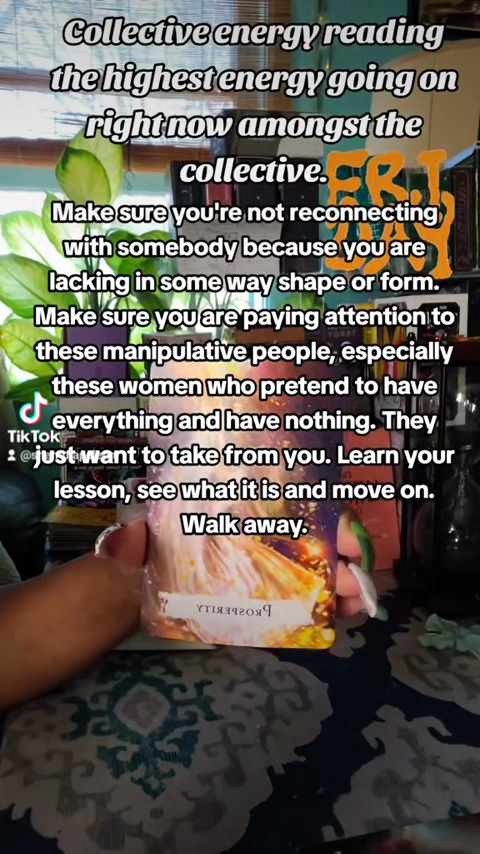 Collective energy reading
the highest energy going on
right now amongst the
collective.
FRI
DAY
Make sure you're not reconnecting
with somebody because you are
lacking in some way shape or form.
Make sure you are paying attention to
these manipulative people, especially
these women who pretend to have
everything and have nothing. They
just want to take from you. Learn your
lesson, see what it is and move on.
Walk away.
TikTok
PROSPERITY